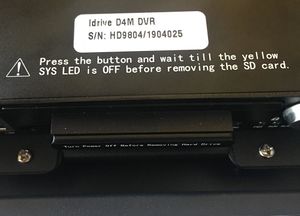 Idrive D4M DVR
S/N: HD9804/1904025
Press the button and wait till the yellow
SYS LED is OFF before removing the SD card.
Turn Power Off Before Removing Hard Drive